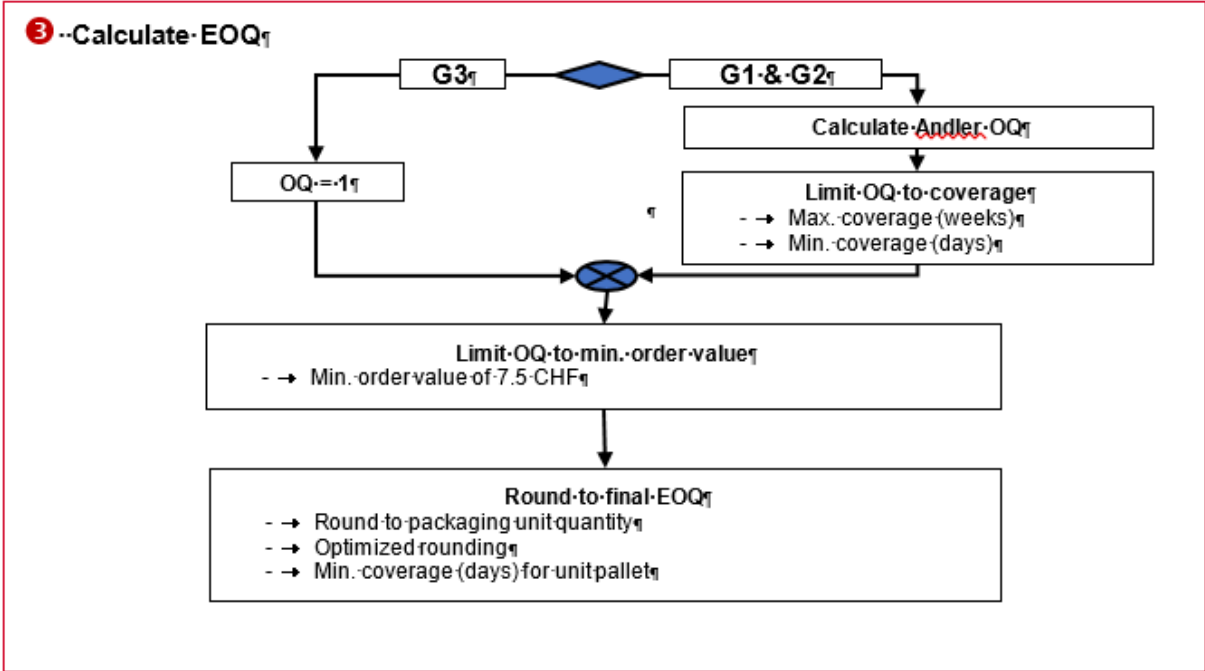 ❸··Calculate·EOQ¶
G3¶
G1·&·G2¶
Calculate·Andler·OQ¶
OQ·=·1¶
Limit·OQ·to·coverage¶
- → Max.·coverage·(weeks)¶
- → Min.·coverage·(days)¶
¶
Limit·OQ·to·min.·order·value¶
- → Min.·order·value·of·7.5·CHF¶
Round·to·final·EOQ¶
- → Round·to·packaging·unit·quantity¶
- → Optimized·rounding¶
- → Min.·coverage·(days)·for·unit·pallet¶